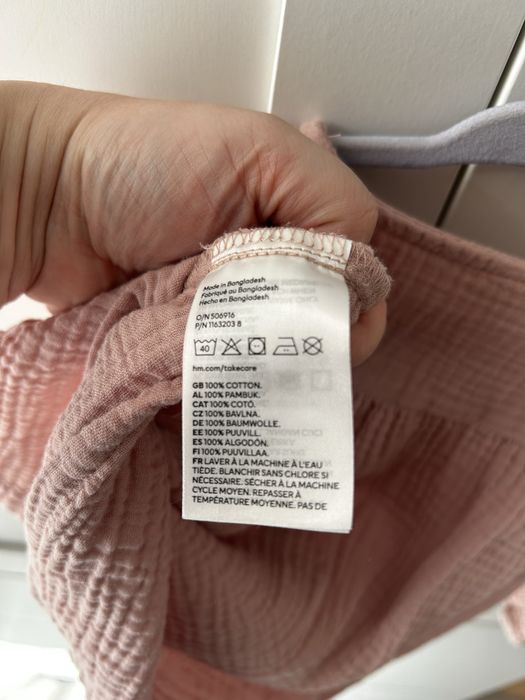 Made in Bangladesh
Fabriqué au Bangladesh
Hecho en Bangladesh
O/N 506916
P/N 1163203 8
40
hm.com/takecare
GB 100% COTTON.
AL 100% PAMBUK.
CAT 100% COTÓ.
CZ 100% BAVLNA.
DE 100% BAUMWOLLE.
EE 100% PUUVILL.
ES 100% ALGODÓN.
FI 100% PUUVILLAA.
FR LAVER À LA MACHINE À L'EAU
TIÈDE. BLANCHIR SANS CHLORE SI
NÉCESSAIRE. SÉCHER À LA MACHINE
CYCLE MOYEN. REPASSER À
TEMPÉRATURE MOYENNE. PAS DE